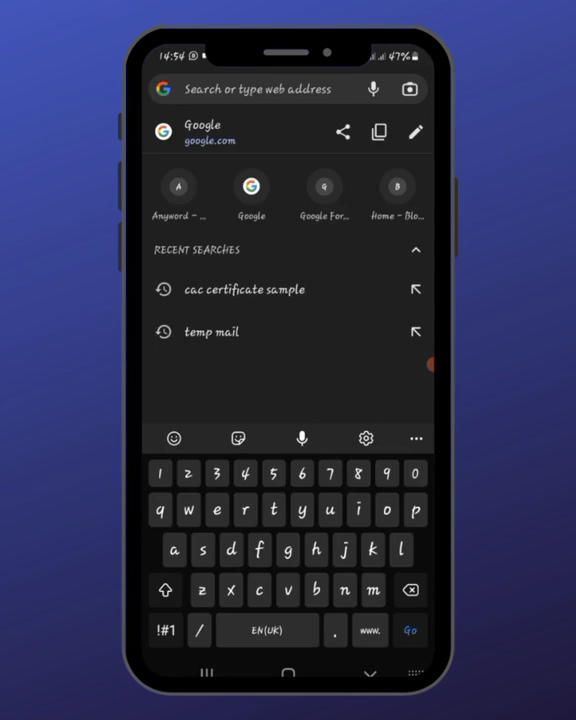 14:54 47%
Search or type web address
Google
google.com
Anyword – ... Google Google For... Home – Blo...
RECENT SEARCHES
cac certificate sample
temp mail
1 2 3 4 5 6 7 8 9 0
q w e r t y u i o p
a s d f g h j k l
z x c v b n m
!#1 / EN(UK) . www. Go